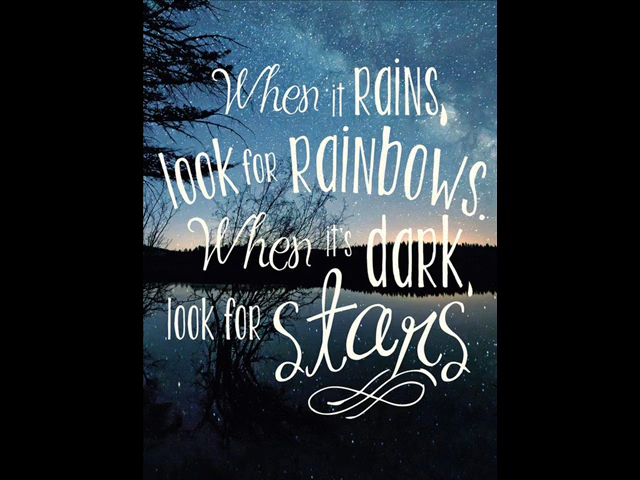 When it RAiNS,
look FOR RAiNBOWS.
When it's dARK,
look FOR stars